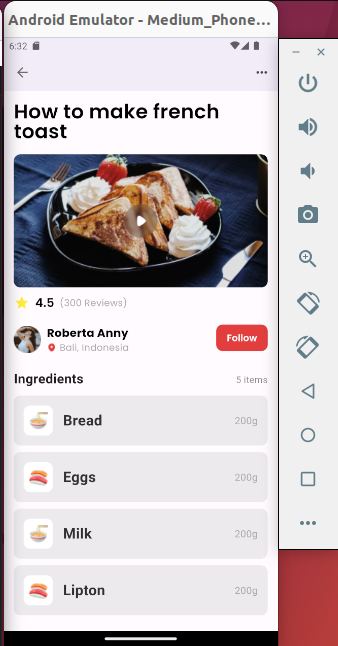 Android Emulator - Medium_Phone...
6:32
How to make french
toast
4.5 (300 Reviews)
Roberta Anny
Bali, Indonesia
Follow
Ingredients
5 items
Bread
200g
Eggs
200g
Milk
200g
Lipton
200g